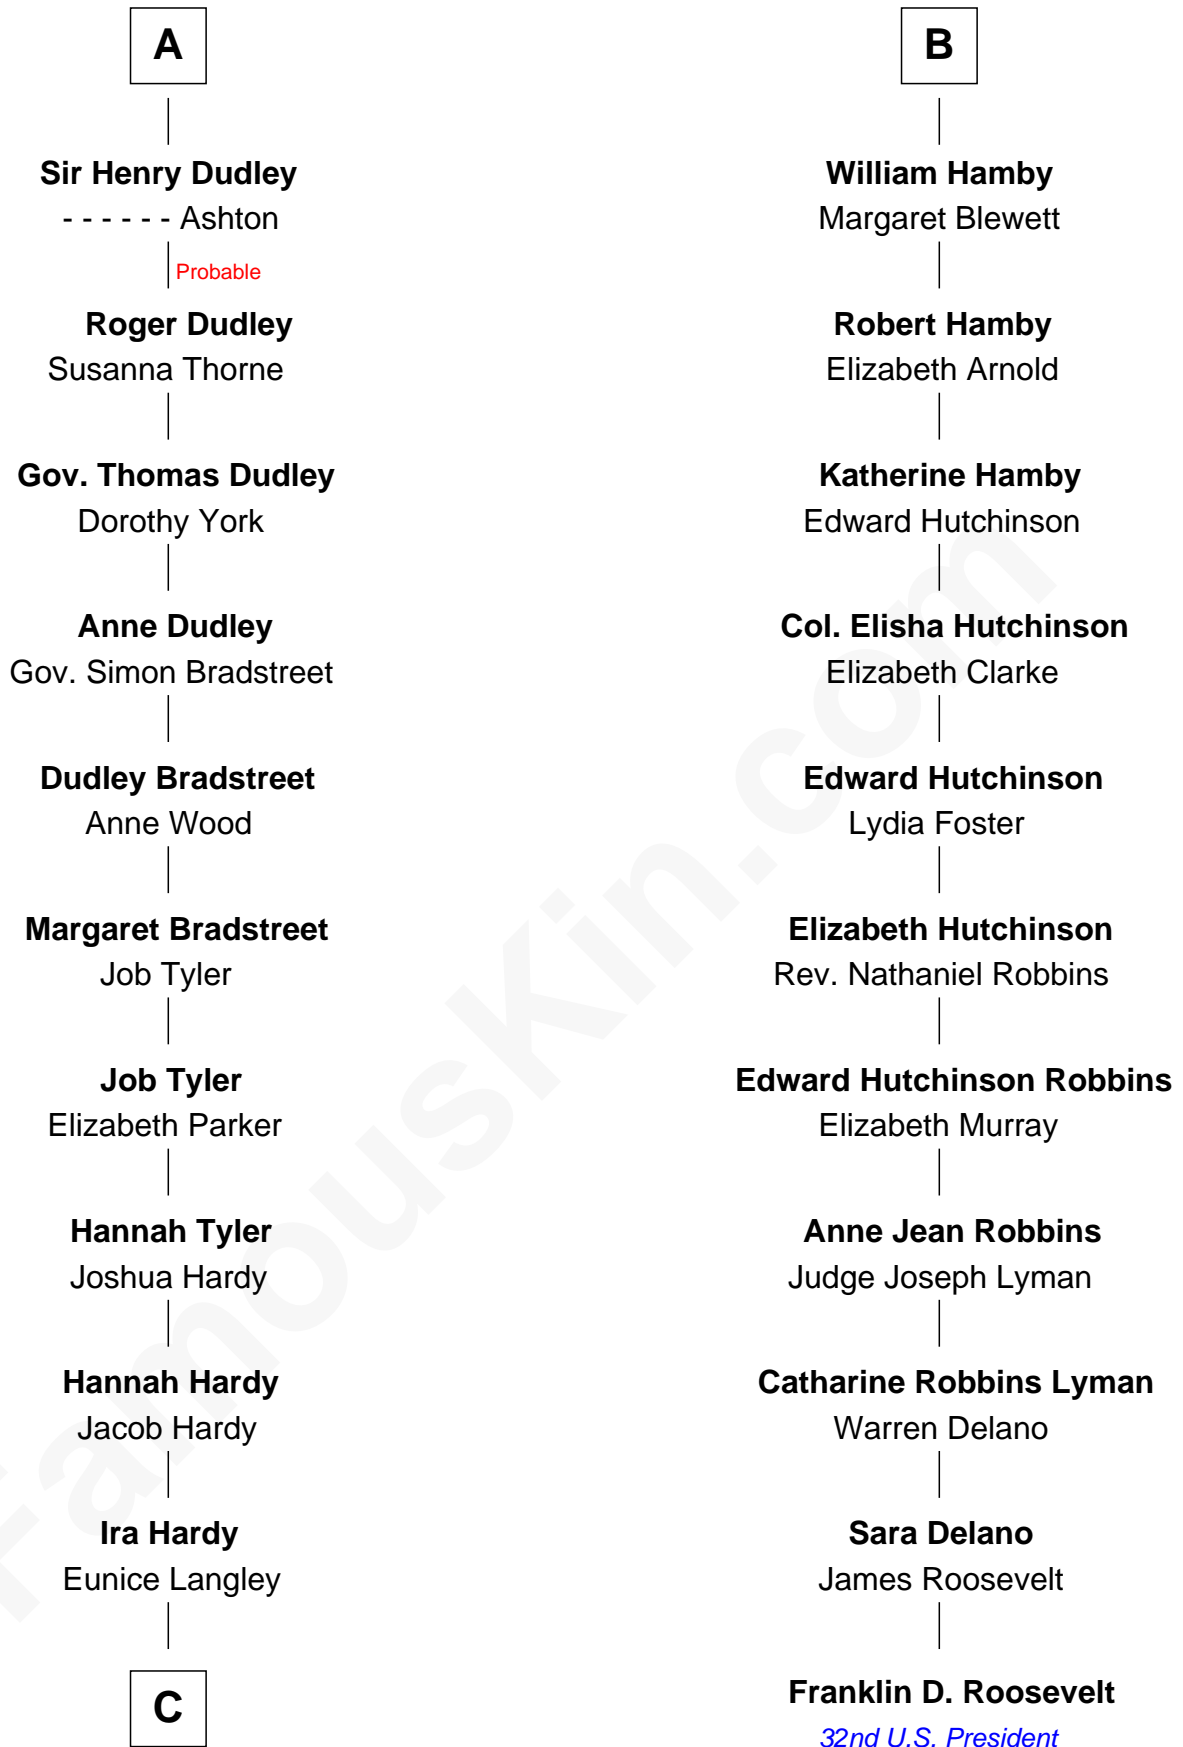 A
Sir Henry Dudley
- - - - - - Ashton
Probable
Roger Dudley
Susanna Thorne
Gov. Thomas Dudley
Dorothy York
Anne Dudley
Gov. Simon Bradstreet
Dudley Bradstreet
Anne Wood
Margaret Bradstreet
Job Tyler
Job Tyler
Elizabeth Parker
Hannah Tyler
Joshua Hardy
Hannah Hardy
Jacob Hardy
Ira Hardy
Eunice Langley
C
B
William Hamby
Margaret Blewett
Robert Hamby
Elizabeth Arnold
Katherine Hamby
Edward Hutchinson
Col. Elisha Hutchinson
Elizabeth Clarke
Edward Hutchinson
Lydia Foster
Elizabeth Hutchinson
Rev. Nathaniel Robbins
Edward Hutchinson Robbins
Elizabeth Murray
Anne Jean Robbins
Judge Joseph Lyman
Catharine Robbins Lyman
Warren Delano
Sara Delano
James Roosevelt
Franklin D. Roosevelt
32nd U.S. President
FamousKin.com